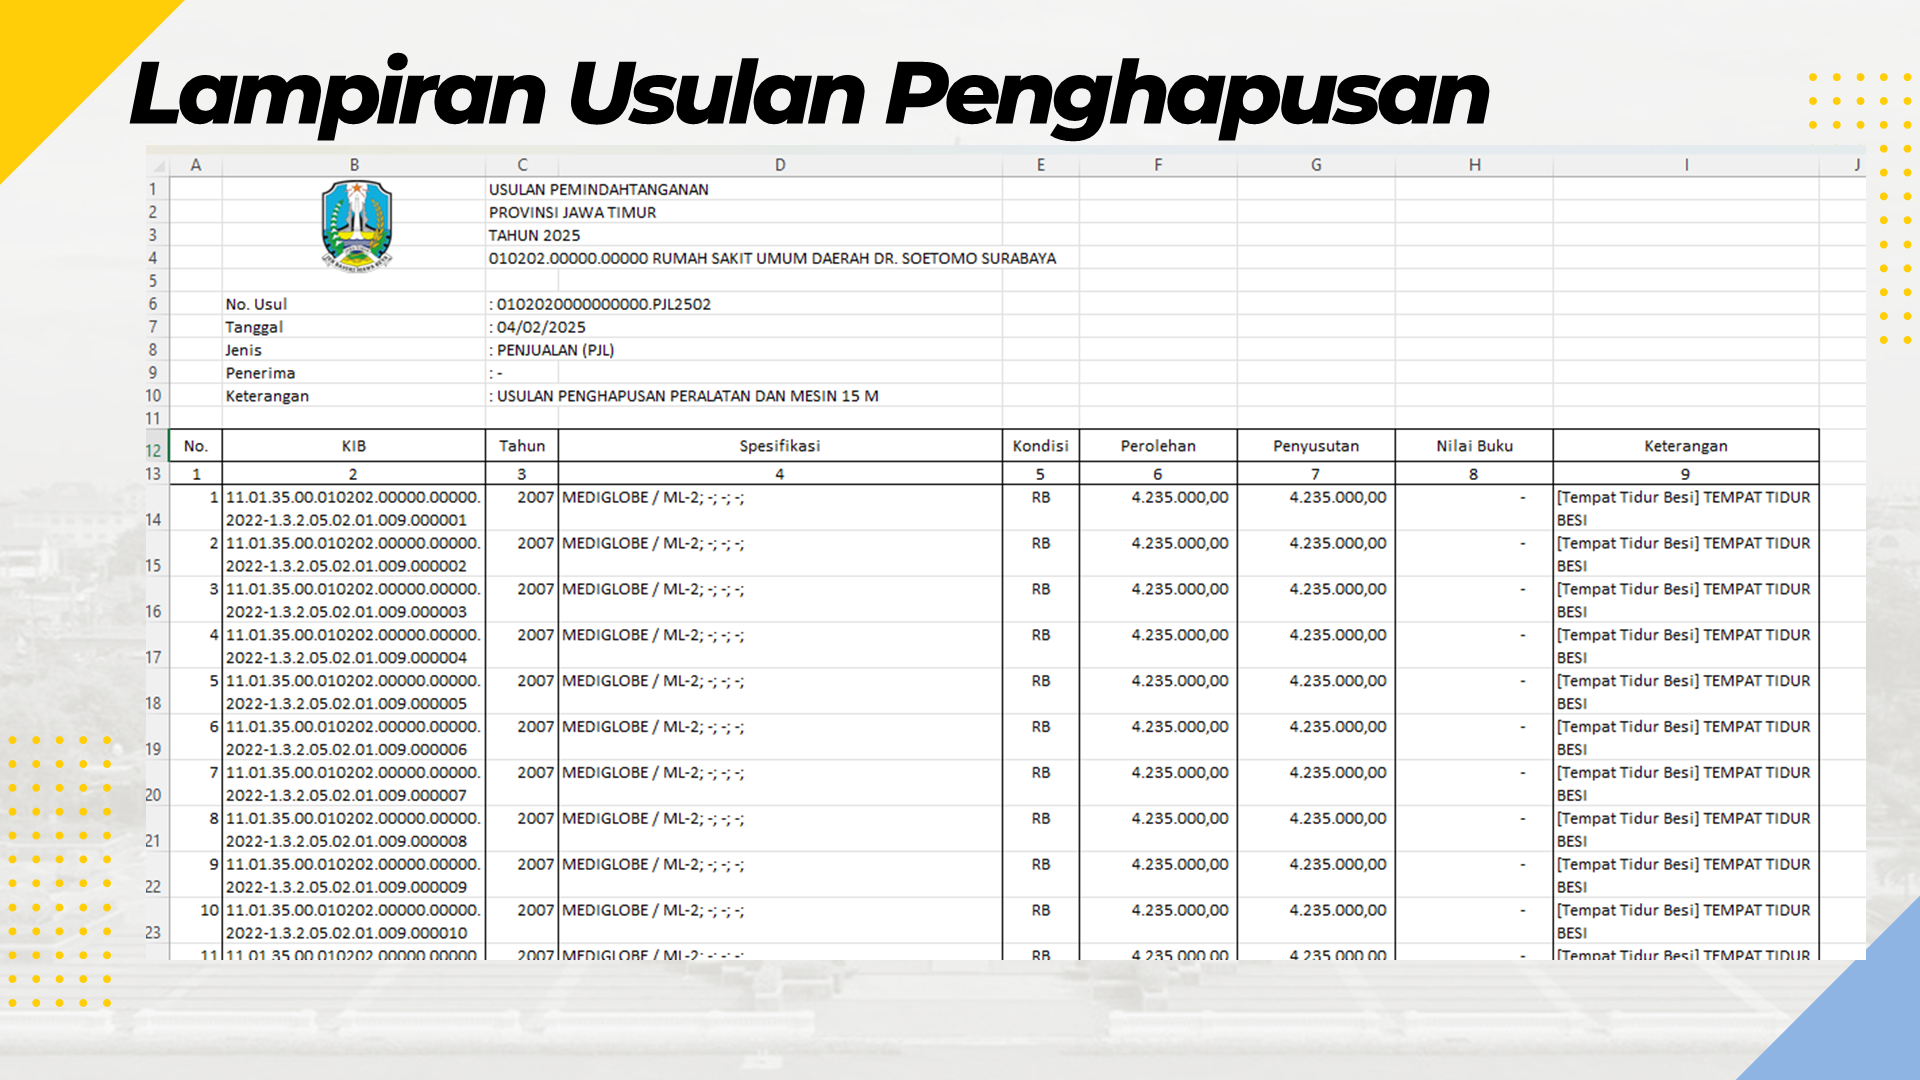 Lampiran Usulan Penghapusan
A B C D E F G H I J
1 USULAN PEMINDAHTANGANAN
2 PROVINSI JAWA TIMUR
3 TAHUN 2025
4 010202.00000.00000 RUMAH SAKIT UMUM DAERAH DR. SOETOMO SURABAYA
5
6 No. Usul : 0102020000000000.PJL2502
7 Tanggal : 04/02/2025
8 Jenis : PENJUALAN (PJL)
9 Penerima : -
10 Keterangan : USULAN PENGHAPUSAN PERALATAN DAN MESIN 15 M
11
12 No. KIB Tahun Spesifikasi Kondisi Perolehan Penyusutan Nilai Buku Keterangan
13 1 2 3 4 5 6 7 8 9
1 11.01.35.00.010202.00000.00000. 2007 MEDIGLOBE / ML-2; -; -; -; RB 4.235.000,00 4.235.000,00 - [Tempat Tidur Besi] TEMPAT TIDUR
14 2022-1.3.2.05.02.01.009.000001 BESI
2 11.01.35.00.010202.00000.00000. 2007 MEDIGLOBE / ML-2; -; -; -; RB 4.235.000,00 4.235.000,00 - [Tempat Tidur Besi] TEMPAT TIDUR
15 2022-1.3.2.05.02.01.009.000002 BESI
3 11.01.35.00.010202.00000.00000. 2007 MEDIGLOBE / ML-2; -; -; -; RB 4.235.000,00 4.235.000,00 - [Tempat Tidur Besi] TEMPAT TIDUR
16 2022-1.3.2.05.02.01.009.000003 BESI
4 11.01.35.00.010202.00000.00000. 2007 MEDIGLOBE / ML-2; -; -; -; RB 4.235.000,00 4.235.000,00 - [Tempat Tidur Besi] TEMPAT TIDUR
17 2022-1.3.2.05.02.01.009.000004 BESI
5 11.01.35.00.010202.00000.00000. 2007 MEDIGLOBE / ML-2; -; -; -; RB 4.235.000,00 4.235.000,00 - [Tempat Tidur Besi] TEMPAT TIDUR
18 2022-1.3.2.05.02.01.009.000005 BESI
6 11.01.35.00.010202.00000.00000. 2007 MEDIGLOBE / ML-2; -; -; -; RB 4.235.000,00 4.235.000,00 - [Tempat Tidur Besi] TEMPAT TIDUR
19 2022-1.3.2.05.02.01.009.000006 BESI
7 11.01.35.00.010202.00000.00000. 2007 MEDIGLOBE / ML-2; -; -; -; RB 4.235.000,00 4.235.000,00 - [Tempat Tidur Besi] TEMPAT TIDUR
20 2022-1.3.2.05.02.01.009.000007 BESI
8 11.01.35.00.010202.00000.00000. 2007 MEDIGLOBE / ML-2; -; -; -; RB 4.235.000,00 4.235.000,00 - [Tempat Tidur Besi] TEMPAT TIDUR
21 2022-1.3.2.05.02.01.009.000008 BESI
9 11.01.35.00.010202.00000.00000. 2007 MEDIGLOBE / ML-2; -; -; -; RB 4.235.000,00 4.235.000,00 - [Tempat Tidur Besi] TEMPAT TIDUR
22 2022-1.3.2.05.02.01.009.000009 BESI
10 11.01.35.00.010202.00000.00000. 2007 MEDIGLOBE / ML-2; -; -; -; RB 4.235.000,00 4.235.000,00 - [Tempat Tidur Besi] TEMPAT TIDUR
23 2022-1.3.2.05.02.01.009.000010 BESI
11 11.01.35.00.010202.00000.00000. 2007 MEDIGLOBE / ML-2; -; -; -; RB 4.235.000,00 4.235.000,00 - [Tempat Tidur Besi] TEMPAT TIDUR